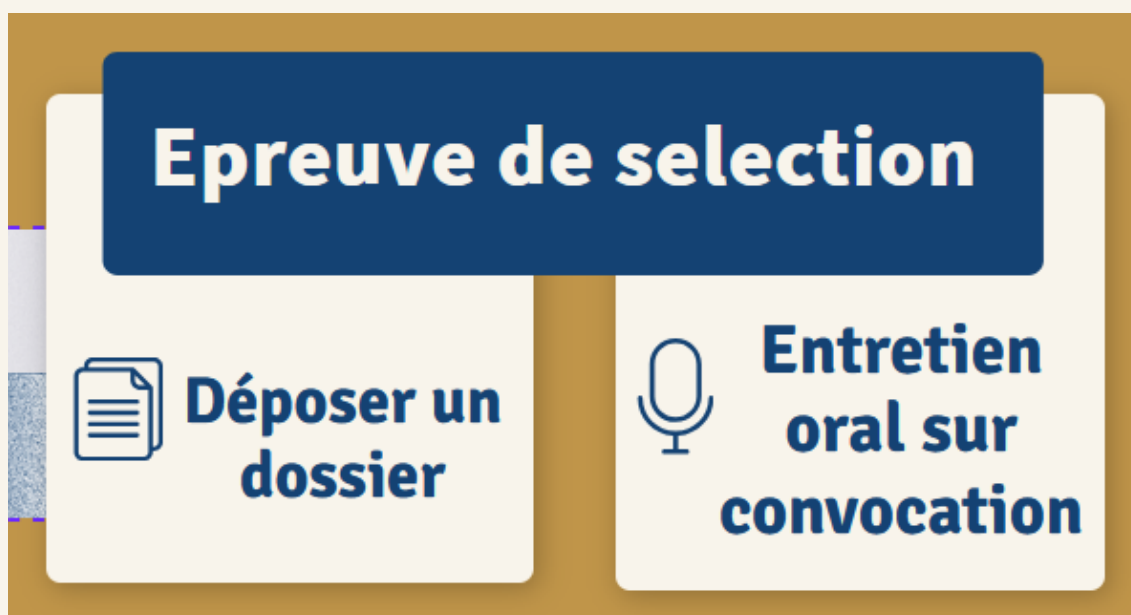 Epreuve de selection
Déposer un
dossier
Entretien
oral sur
convocation